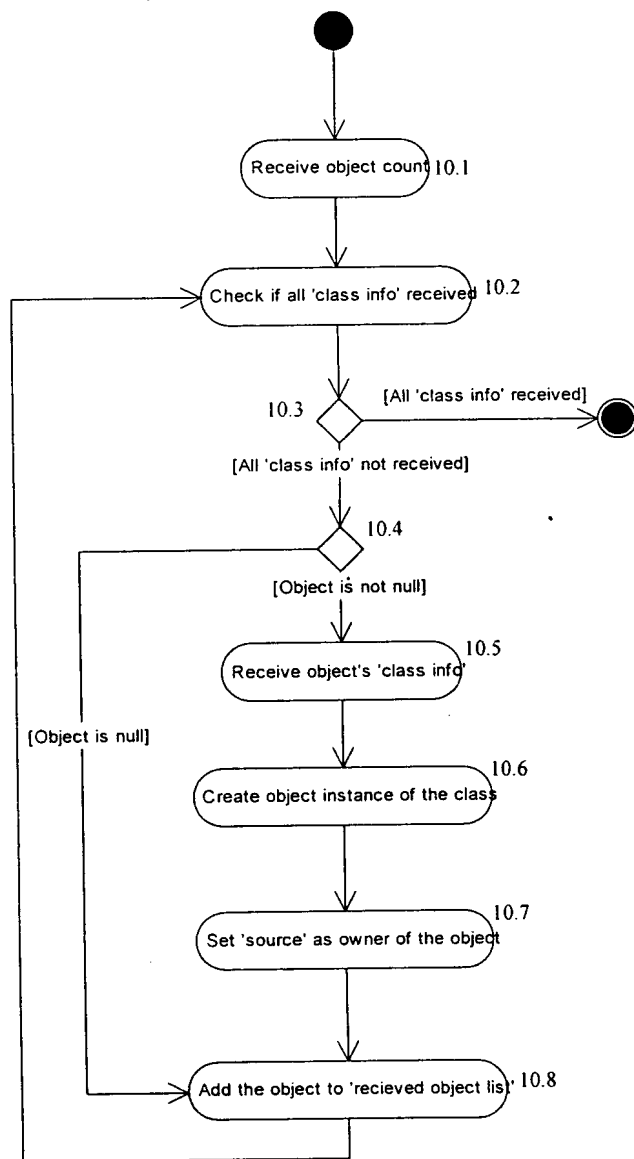 Receive object count 10.1
Check if all 'class info' received 10.2
10.3
[All 'class info' received]
[All 'class info' not received]
10.4
[Object is not null]
10.5
Receive object's 'class info'
[Object is null]
10.6
Create object instance of the class
10.7
Set 'source' as owner of the object
Add the object to 'recieved object list' 10.8